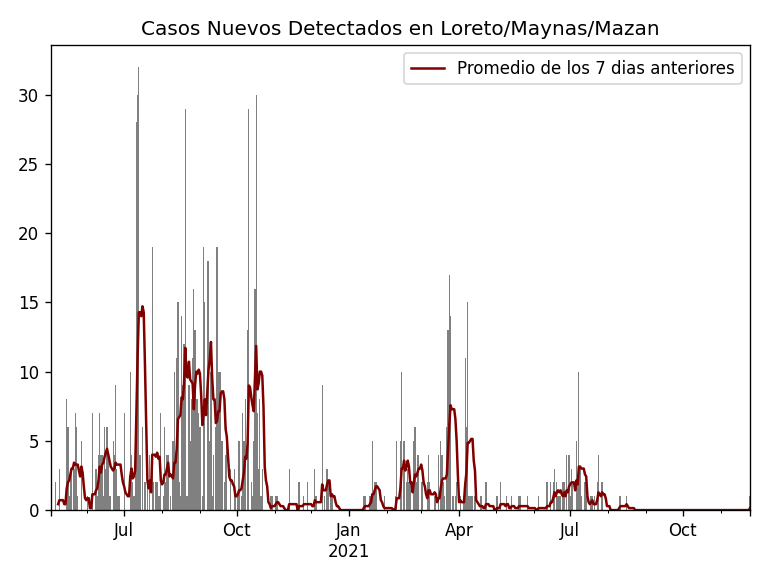 Casos Nuevos Detectados en Loreto/Maynas/Mazan
Promedio de los 7 dias anteriores
30
25
20
15
10
5
0
Jul Oct Jan Apr Jul Oct
2021